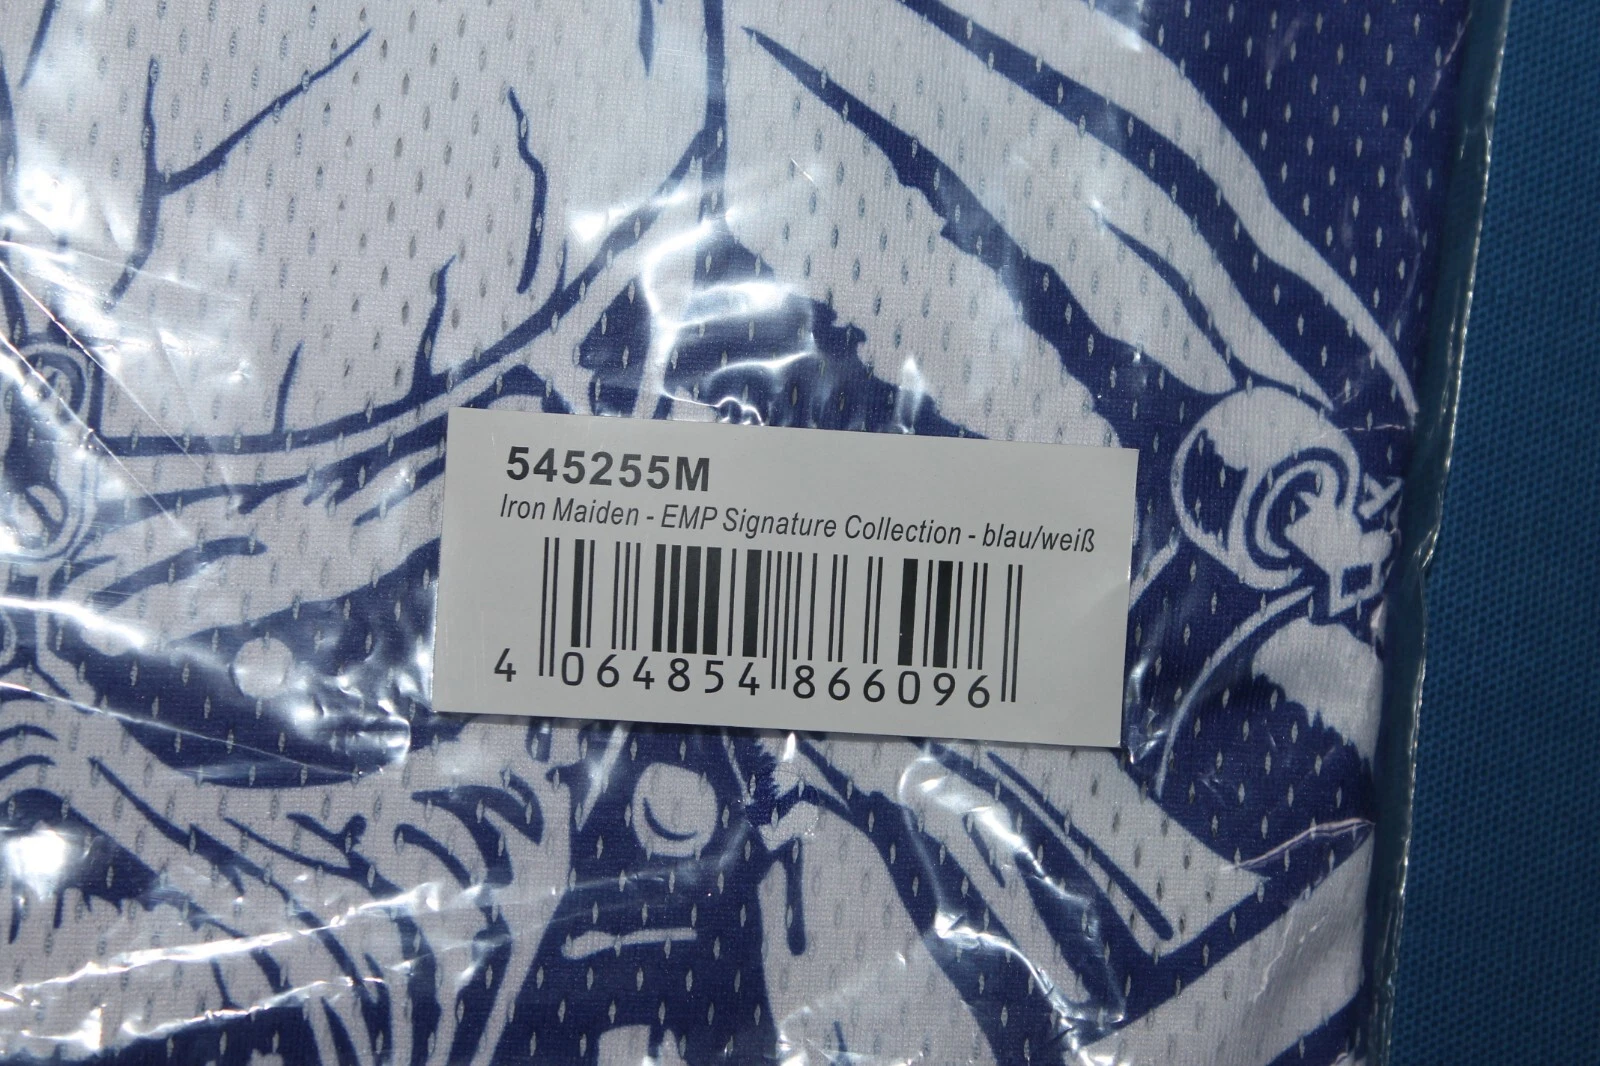 545255M
Iron Maiden - EMP Signature Collection - blau/weiß
4 064854 866096